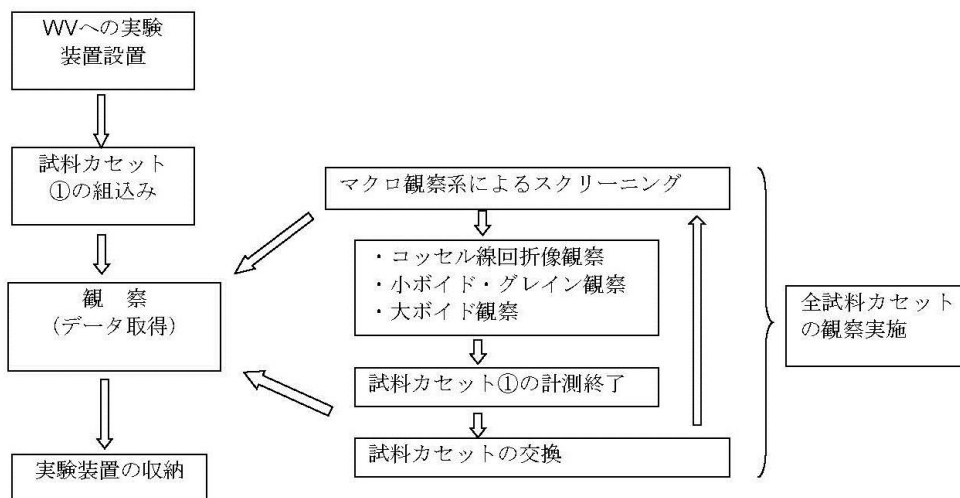 WVへの実験
装置設置
試料カセット
①の組込み
観　察
（データ取得）
実験装置の収納
マクロ観察系によるスクリーニング
・コッセル線回折像観察
・小ボイド・グレイン観察
・大ボイド観察
試料カセット①の計測終了
試料カセットの交換
全試料カセット
の観察実施